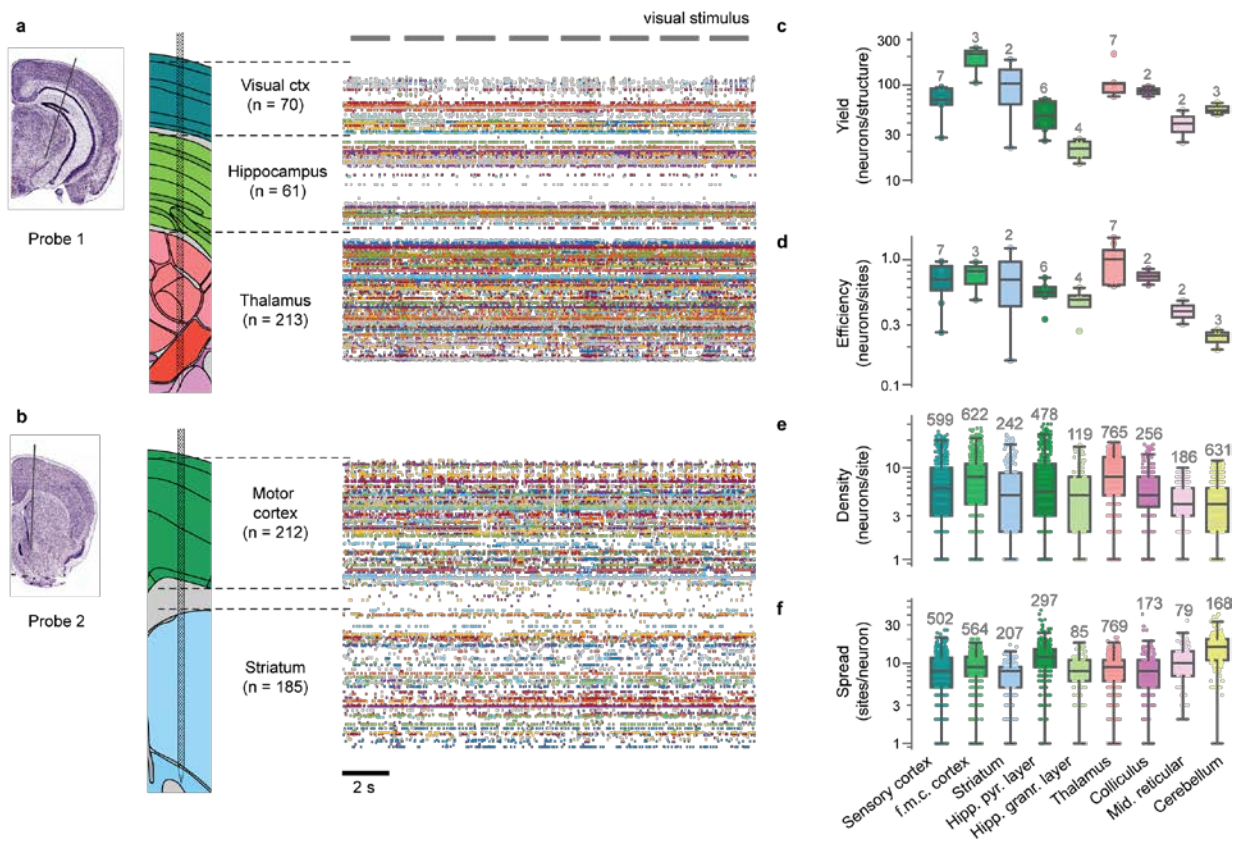 a
visual stimulus
Visual ctx
(n = 70)
Hippocampus
(n = 61)
Probe 1
Thalamus
(n = 213)
b
Motor
cortex
(n = 212)
Probe 2
Striatum
(n = 185)
2 s
c
300
100
30
10
Yield
(neurons/structure)
7
3
2
6
4
7
2
2
3
d
1.0
0.3
0.1
Efficiency
(neurons/sites)
7
3
2
6
4
7
2
2
3
e
10
3
1
Density
(neurons/site)
599
622
242
478
119
765
256
186
631
f
30
10
3
1
Spread
(sites/neuron)
502
564
207
297
85
769
173
79
168
Sensory cortex
f.m.c. cortex
Striatum
Hipp. pyr. layer
Hipp. granr. layer
Thalamus
Colliculus
Mid. reticular
Cerebellum